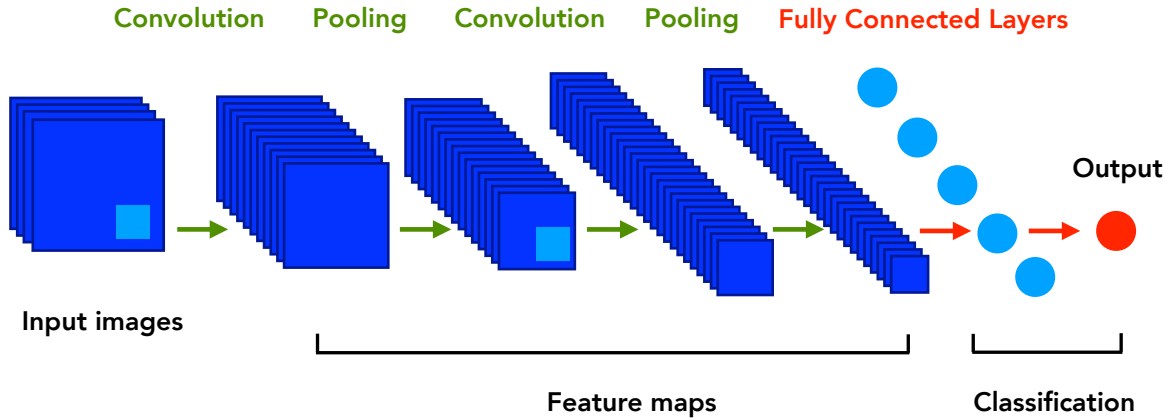 Convolution Pooling Convolution Pooling Fully Connected Layers
Output
Input images
Feature maps Classification